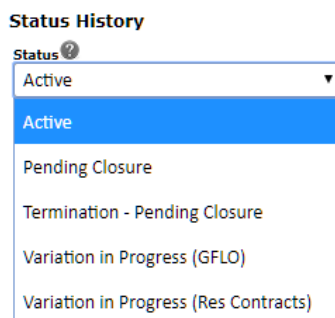 Status History
Status?
Active
Active
Pending Closure
Termination - Pending Closure
Variation in Progress (GFLO)
Variation in Progress (Res Contracts)